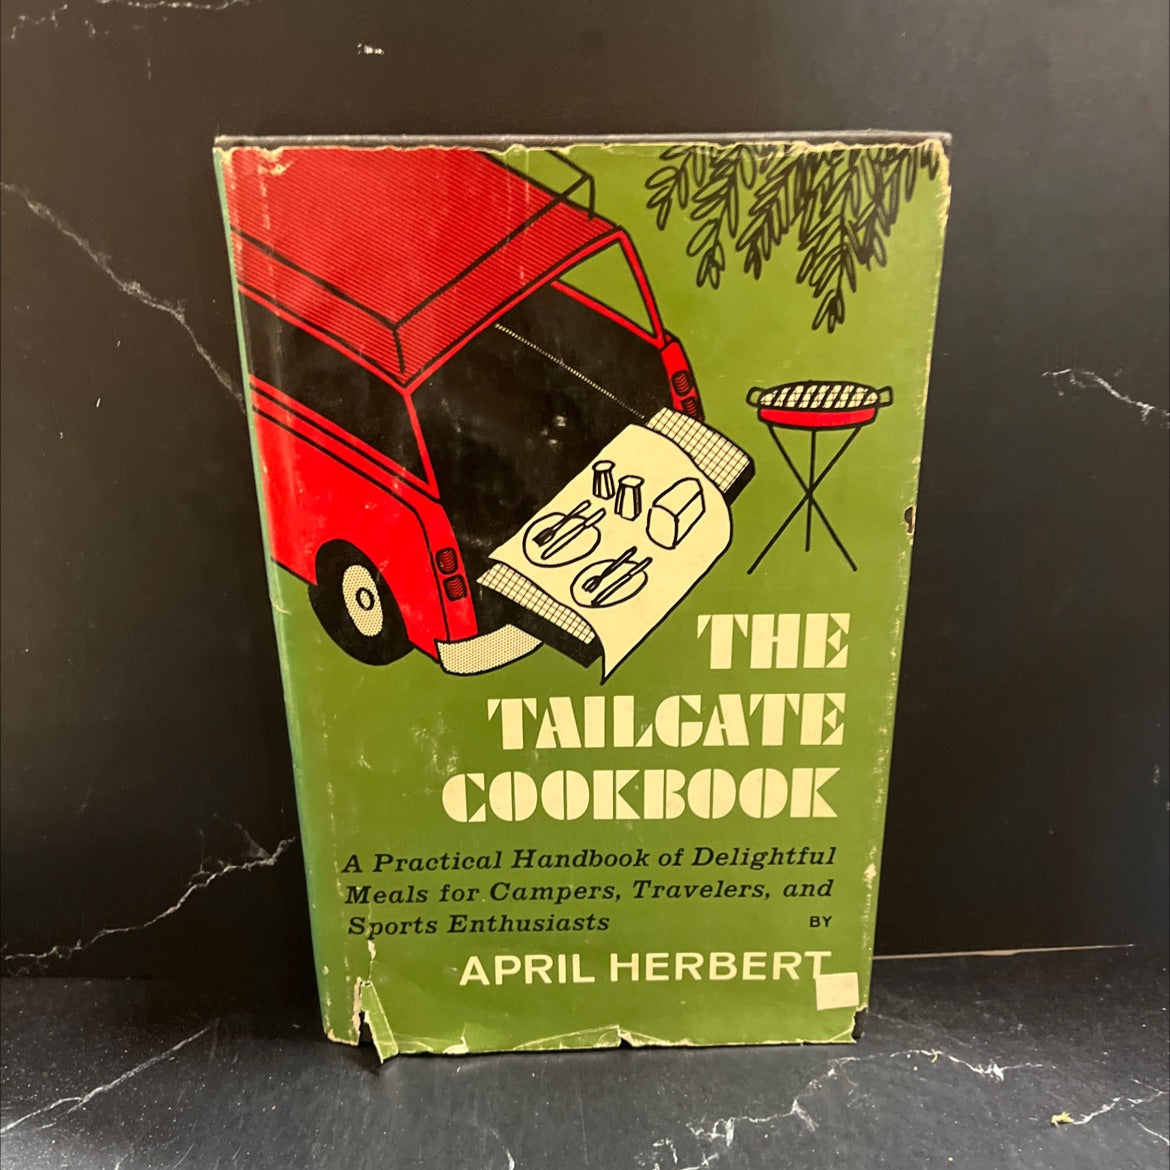 THE
TAILGATE
COOKBOOK
A Practical Handbook of Delightful
Meals for Campers, Travelers, and
Sports Enthusiasts BY
APRIL HERBERT